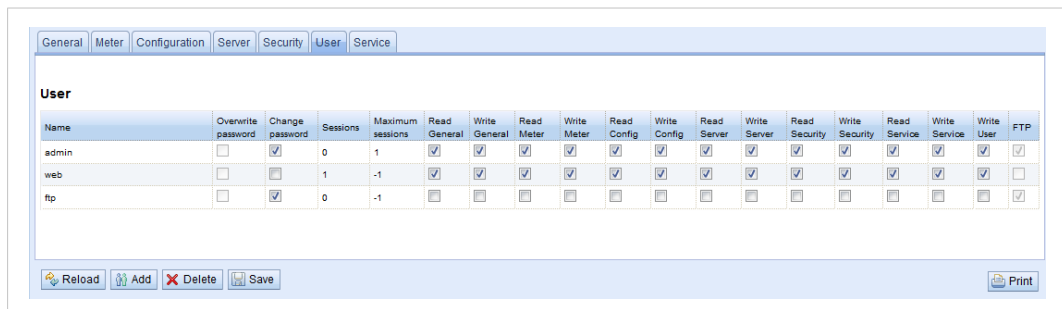 General Meter Configuration Server Security User Service
User
Name Overwrite password Change password Sessions Maximum sessions Read General Write General Read Meter Write Meter Read Config Write Config Read Server Write Server Read Security Write Security Read Service Write Service Write User FTP
admin 0 1
web 1 -1
ftp 0 -1
Reload Add Delete Save Print